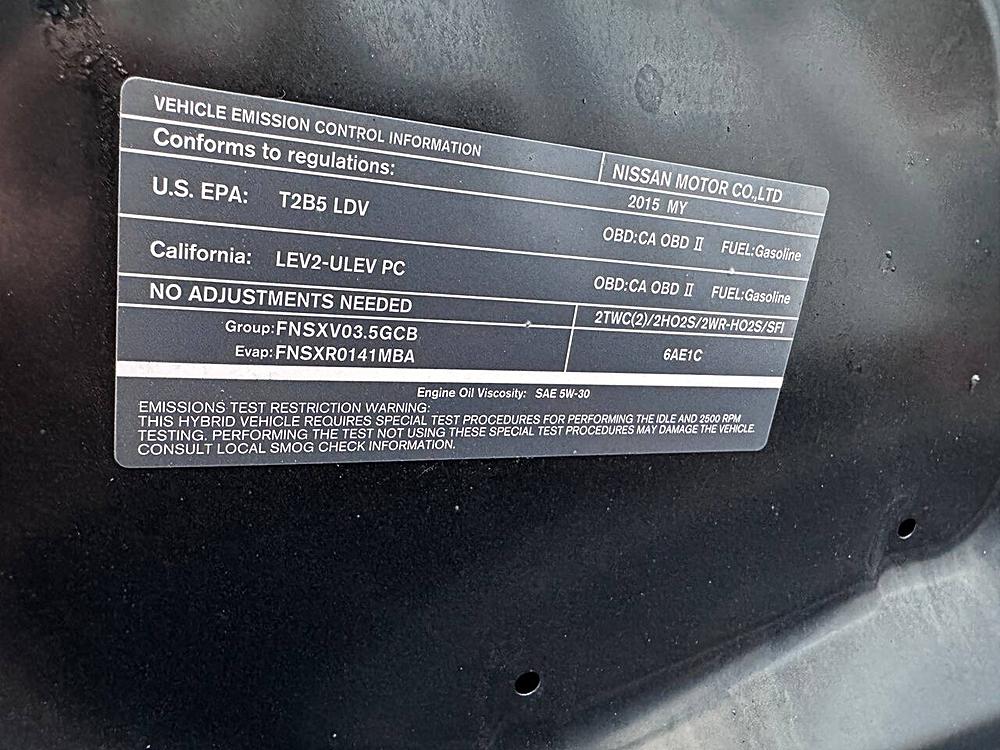 VEHICLE EMISSION CONTROL INFORMATION
NISSAN MOTOR CO.,LTD
Conforms to regulations:
2015 MY
U.S. EPA: T2B5 LDV
OBD:CA OBD II FUEL:Gasoline
California: LEV2-ULEV PC
OBD:CA OBD II FUEL:Gasoline
NO ADJUSTMENTS NEEDED
2TWC(2)/2HO2S/2WR-HO2S/SFI
Group:FNSXV03.5GCB
Evap:FNSXR0141MBA
6AE1C
Engine Oil Viscosity: SAE 5W-30
EMISSIONS TEST RESTRICTION WARNING:
THIS HYBRID VEHICLE REQUIRES SPECIAL TEST PROCEDURES FOR PERFORMING THE IDLE AND 2500 RPM
TESTING. PERFORMING THE TEST NOT USING THESE SPECIAL TEST PROCEDURES MAY DAMAGE THE VEHICLE.
CONSULT LOCAL SMOG CHECK INFORMATION.